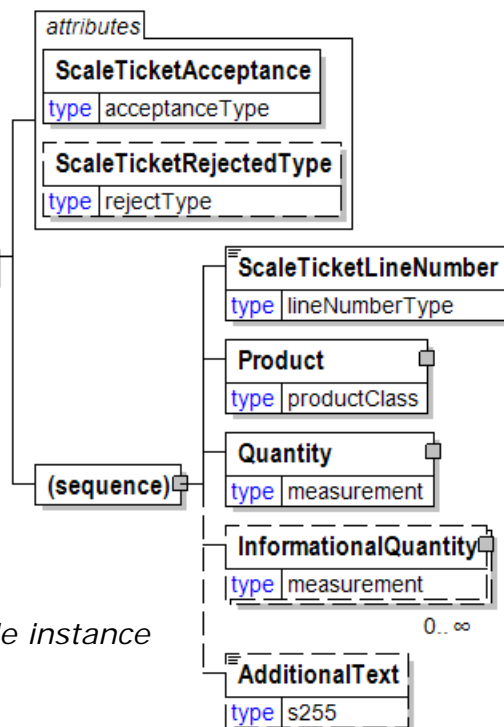 attributes
ScaleTicketAcceptance
type acceptanceType
ScaleTicketRejectedType
type rejectType
ScaleTicketLineNumber
type lineNumberType
Product
type productClass
Quantity
type measurement
(sequence)
InformationalQuantity
type measurement
0..∞
instance
AdditionalText
type s255